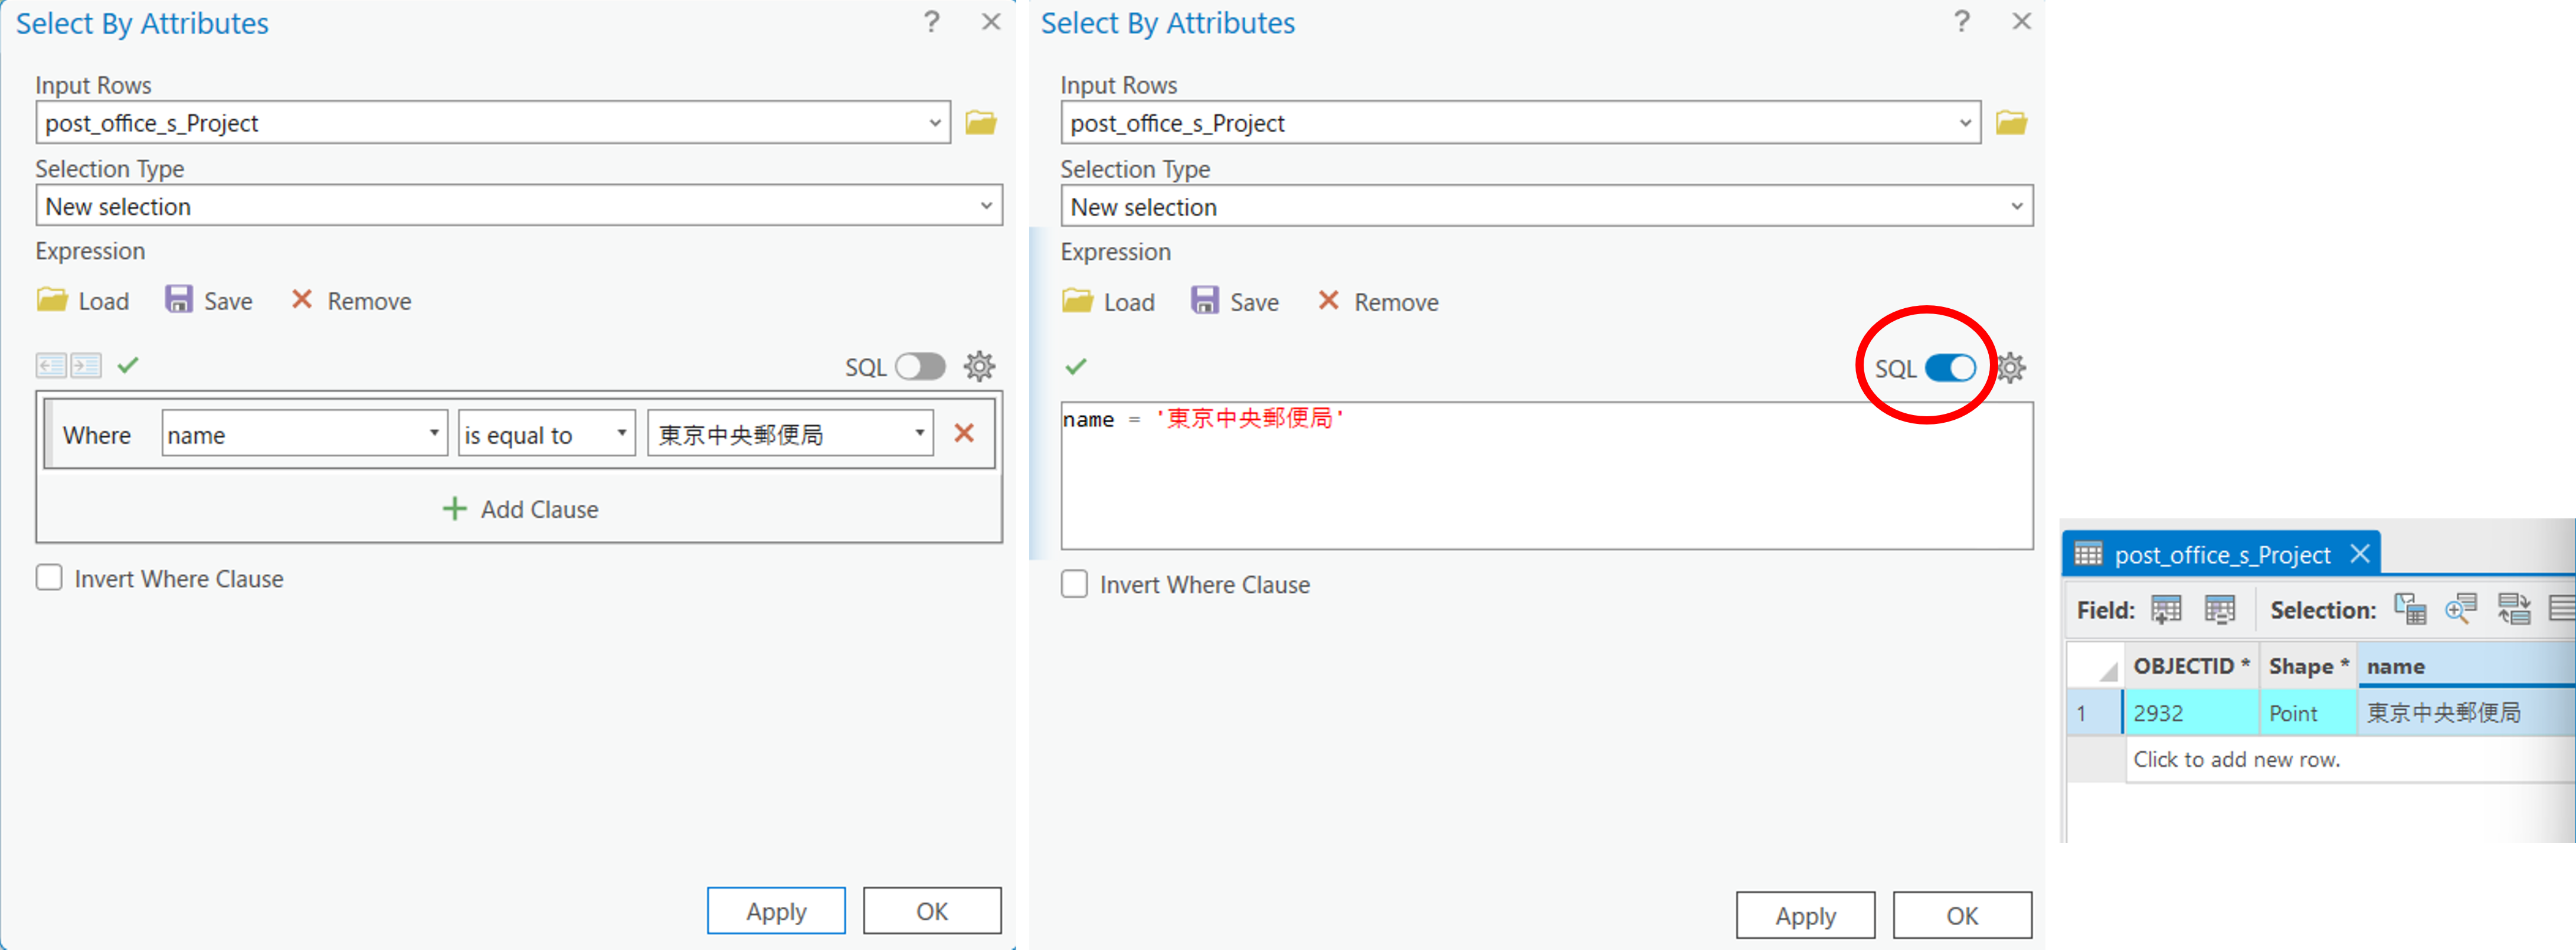 Select By Attributes ? ×
Input Rows
post_office_s_Project
Selection Type
New selection
Expression
Load Save Remove
SQL
Where name is equal to 東京中央郵便局
Add Clause
Invert Where Clause
Apply OK
Select By Attributes ? ×
Input Rows
post_office_s_Project
Selection Type
New selection
Expression
Load Save Remove
SQL
name = '東京中央郵便局'
Invert Where Clause
Apply OK
post_office_s_Project ×
Field: Selection:
OBJECTID * Shape * name
1 2932 Point 東京中央郵便局
Click to add new row.